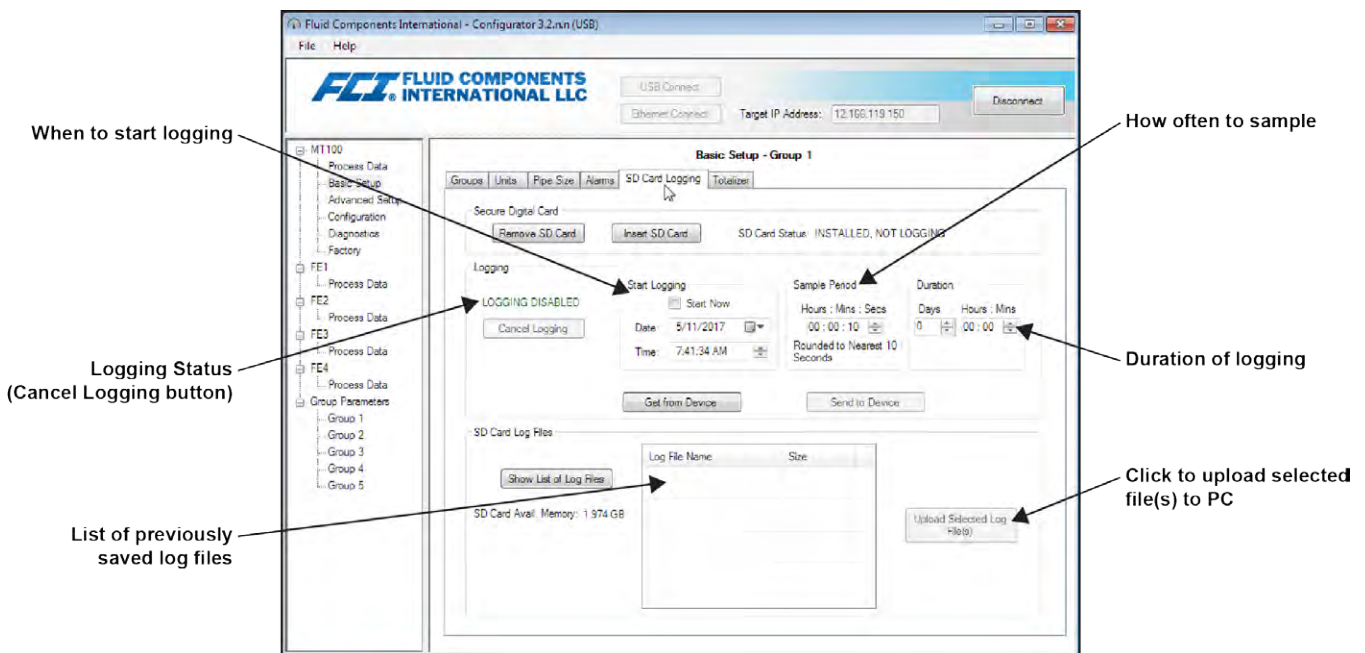 Fluid Components International - Configurator 3.2.run (USB)
File Help
FCI® FLUID COMPONENTS
INTERNATIONAL LLC
USB Connect
Ethernet Connect
Target IP Address: 12.166.119.150
Disconnect
When to start logging
How often to sample
MT100
Process Data
Basic Setup
Advanced Setup
Configuration
Diagnostics
Factory
FE1
Process Data
FE2
Process Data
FE3
Process Data
FE4
Process Data
Group Parameters
Group 1
Group 2
Group 3
Group 4
Group 5
Basic Setup - Group 1
Groups Units Pipe Size Alarms SD Card Logging Totalizer
Secure Digital Card
Remove SD Card Insert SD Card SD Card Status: INSTALLED, NOT LOGGING
Logging
LOGGING DISABLED
Cancel Logging
Start Logging
Start Now
Date: 5/11/2017
Time: 7:41:34 AM
Sample Period
Hours : Mins : Secs
00 : 00 : 10
Rounded to Nearest 10
Seconds
Duration
Days Hours : Mins
0 00 : 00
Get from Device Send to Device
Logging Status
(Cancel Logging button)
Duration of logging
SD Card Log Files
Show List of Log Files
SD Card Avail. Memory: 1.974 GB
Log File Name Size
Upload Selected Log
File(s)
List of previously
saved log files
Click to upload selected
file(s) to PC